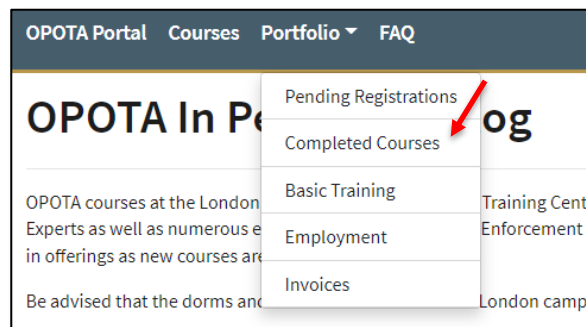 OPOTA Portal Courses Portfolio FAQ
Pending Registrations
Completed Courses
Basic Training
Employment
Invoices
OPOTA In Pe og
OPOTA courses at the London Training Cent
Experts as well as numerous e Enforcement
in offerings as new courses are
Be advised that the dorms and London camp